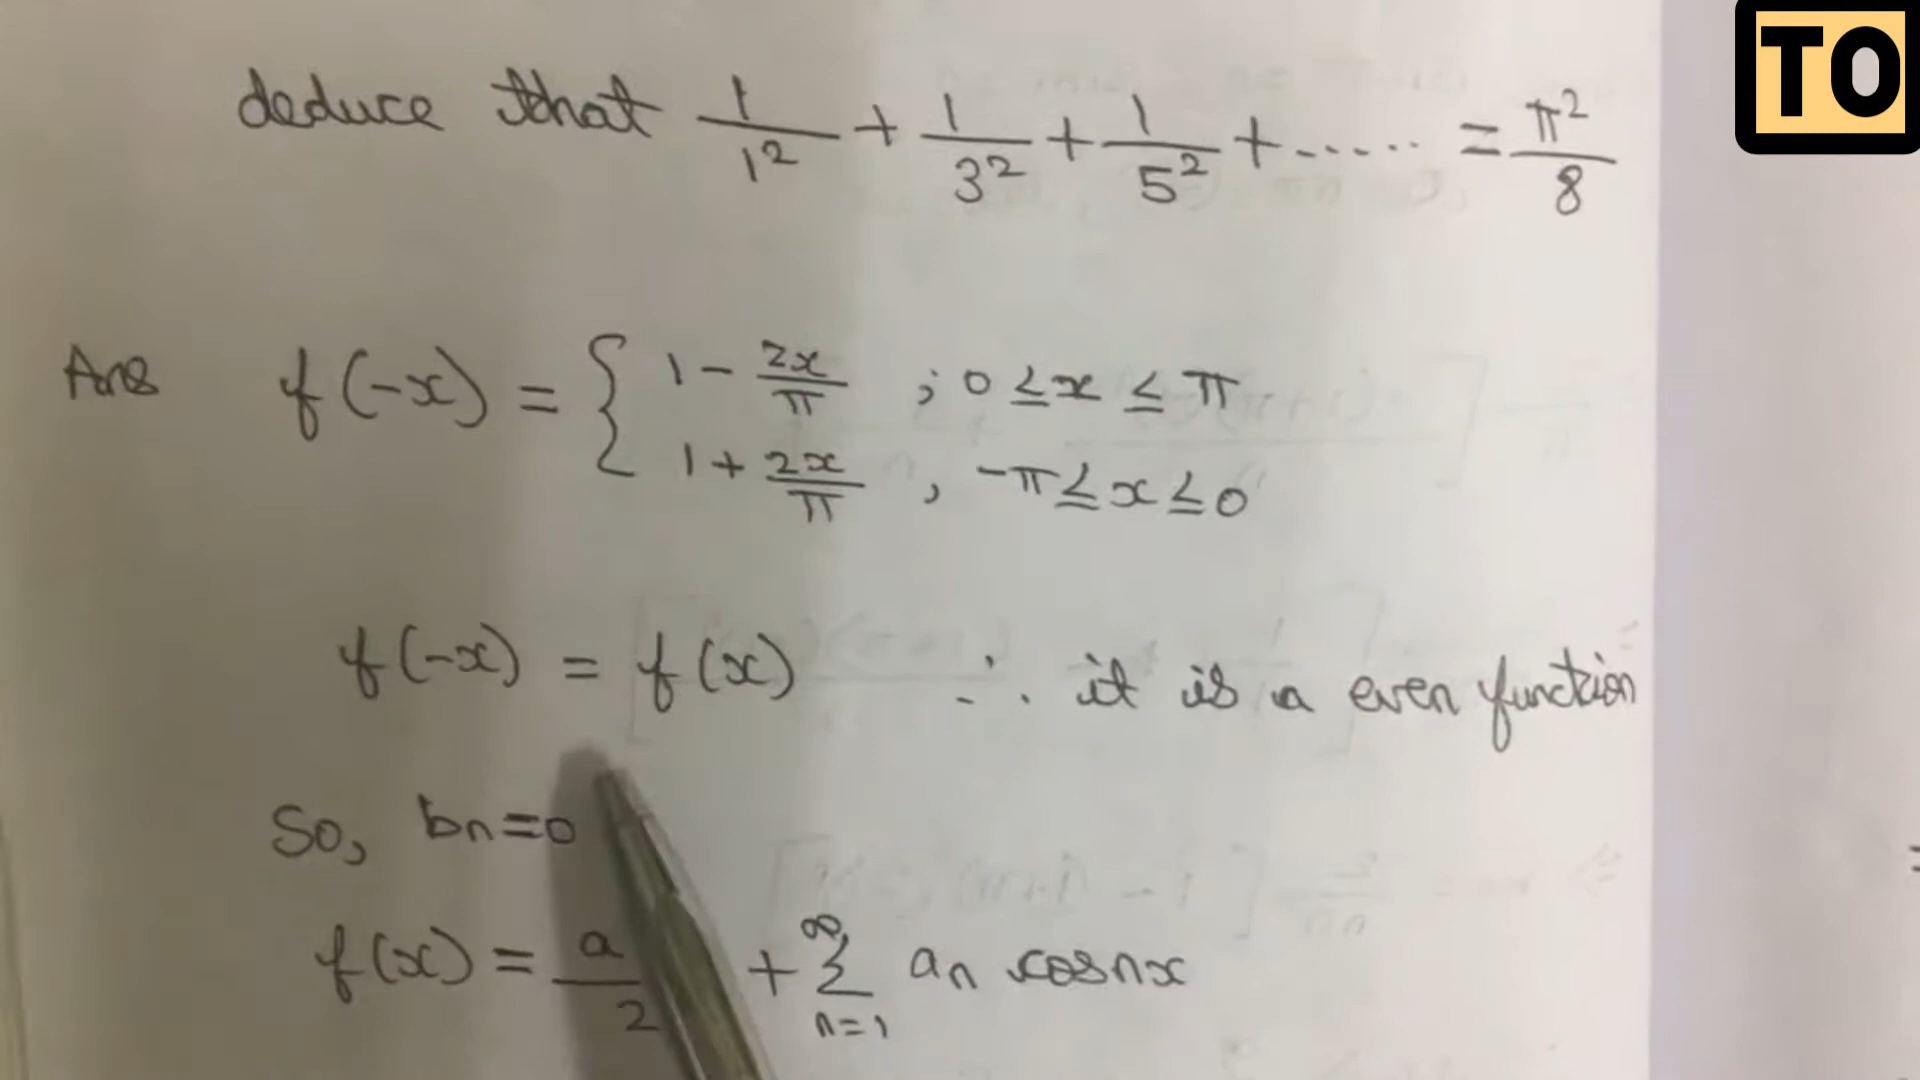 TO
deduce that 1/1² + 1/3² + 1/5² + ..... = π²/8
Ans f(-x) = { 1 - 2x/π ; 0 ≤ x ≤ π
1 + 2x/π , -π ≤ x ≤ 0
f(-x) = f(x) ∴ it is a even function
So, bn=0
f(x) = a/2 + ∞ Σ n=1 an cosnx